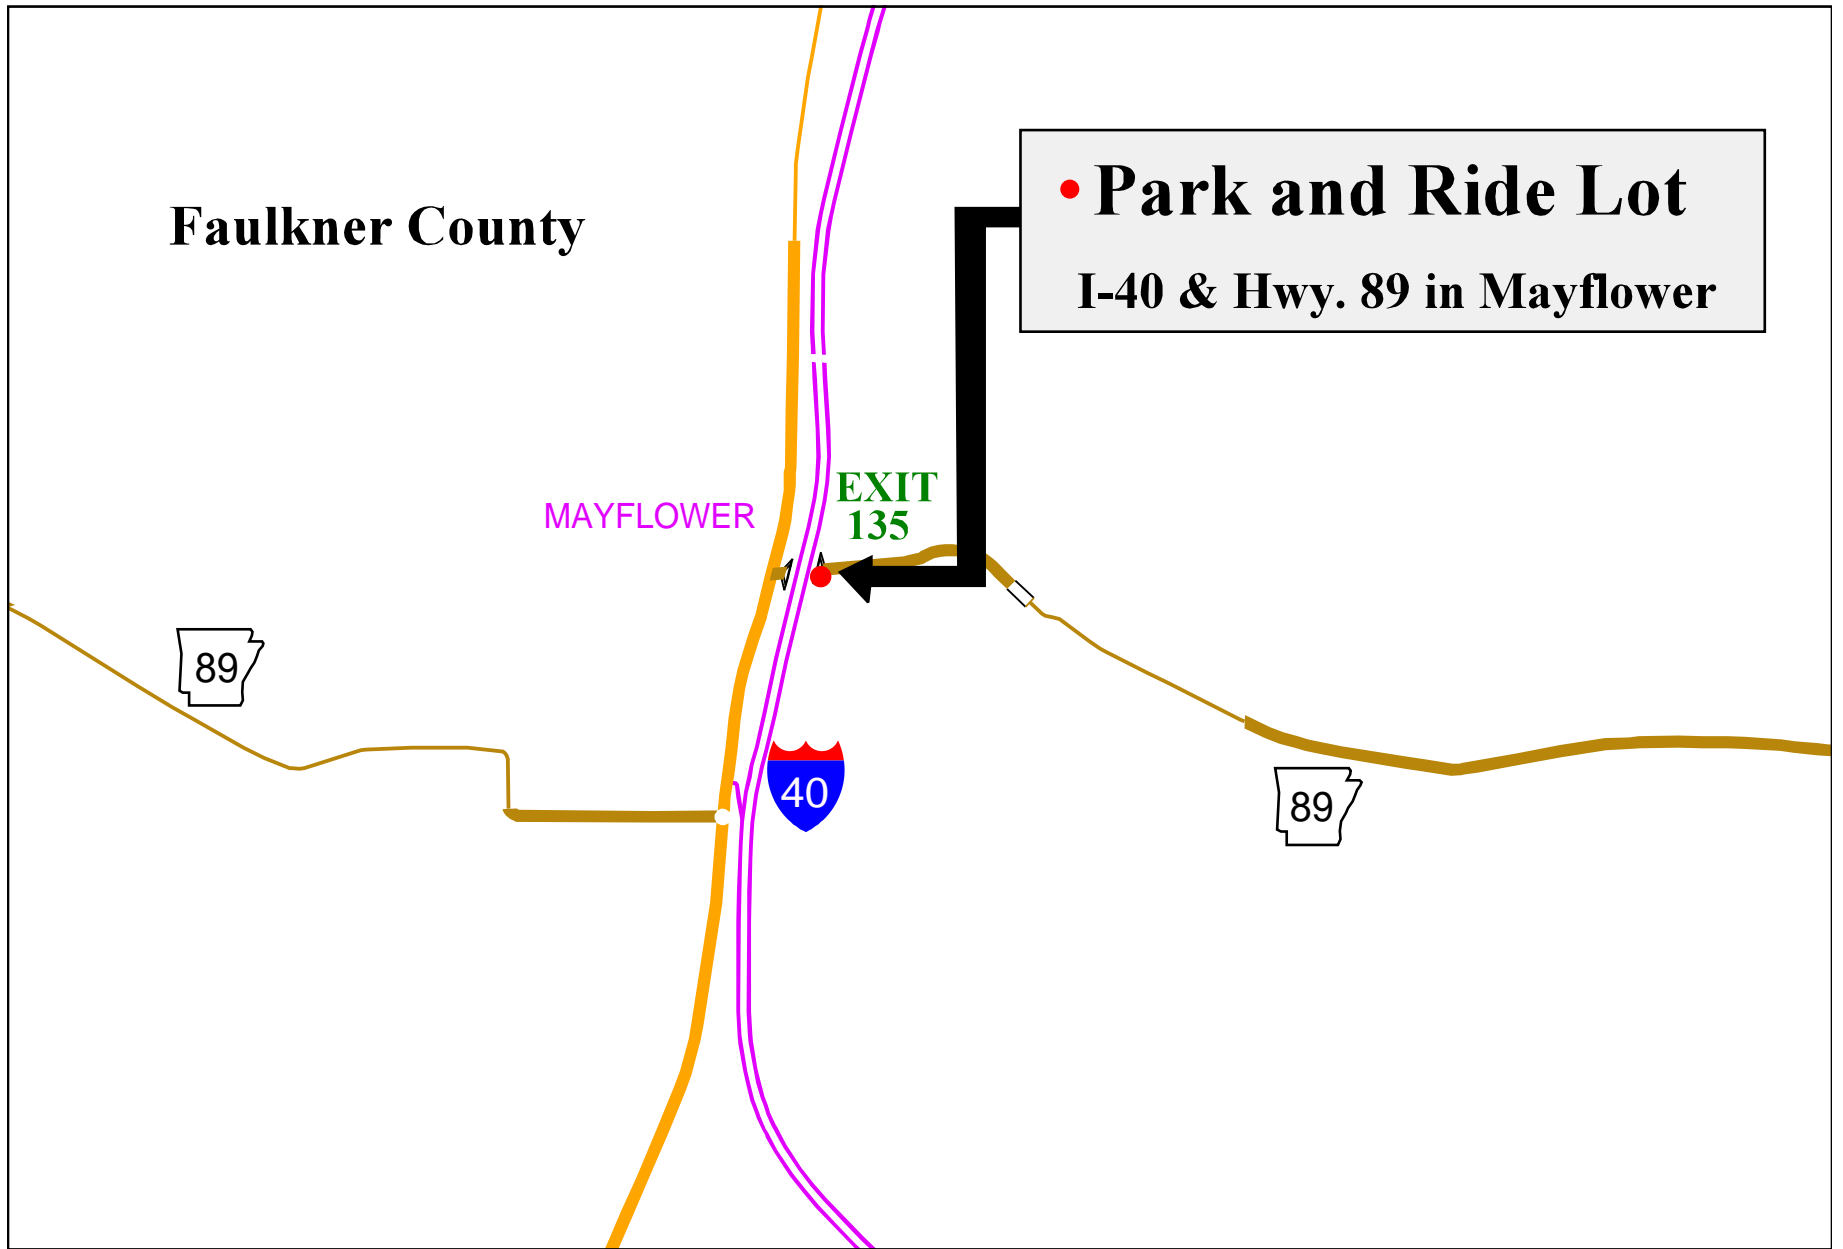 Faulkner County
• Park and Ride Lot
I-40 & Hwy. 89 in Mayflower
EXIT
135
MAYFLOWER
89
40
89